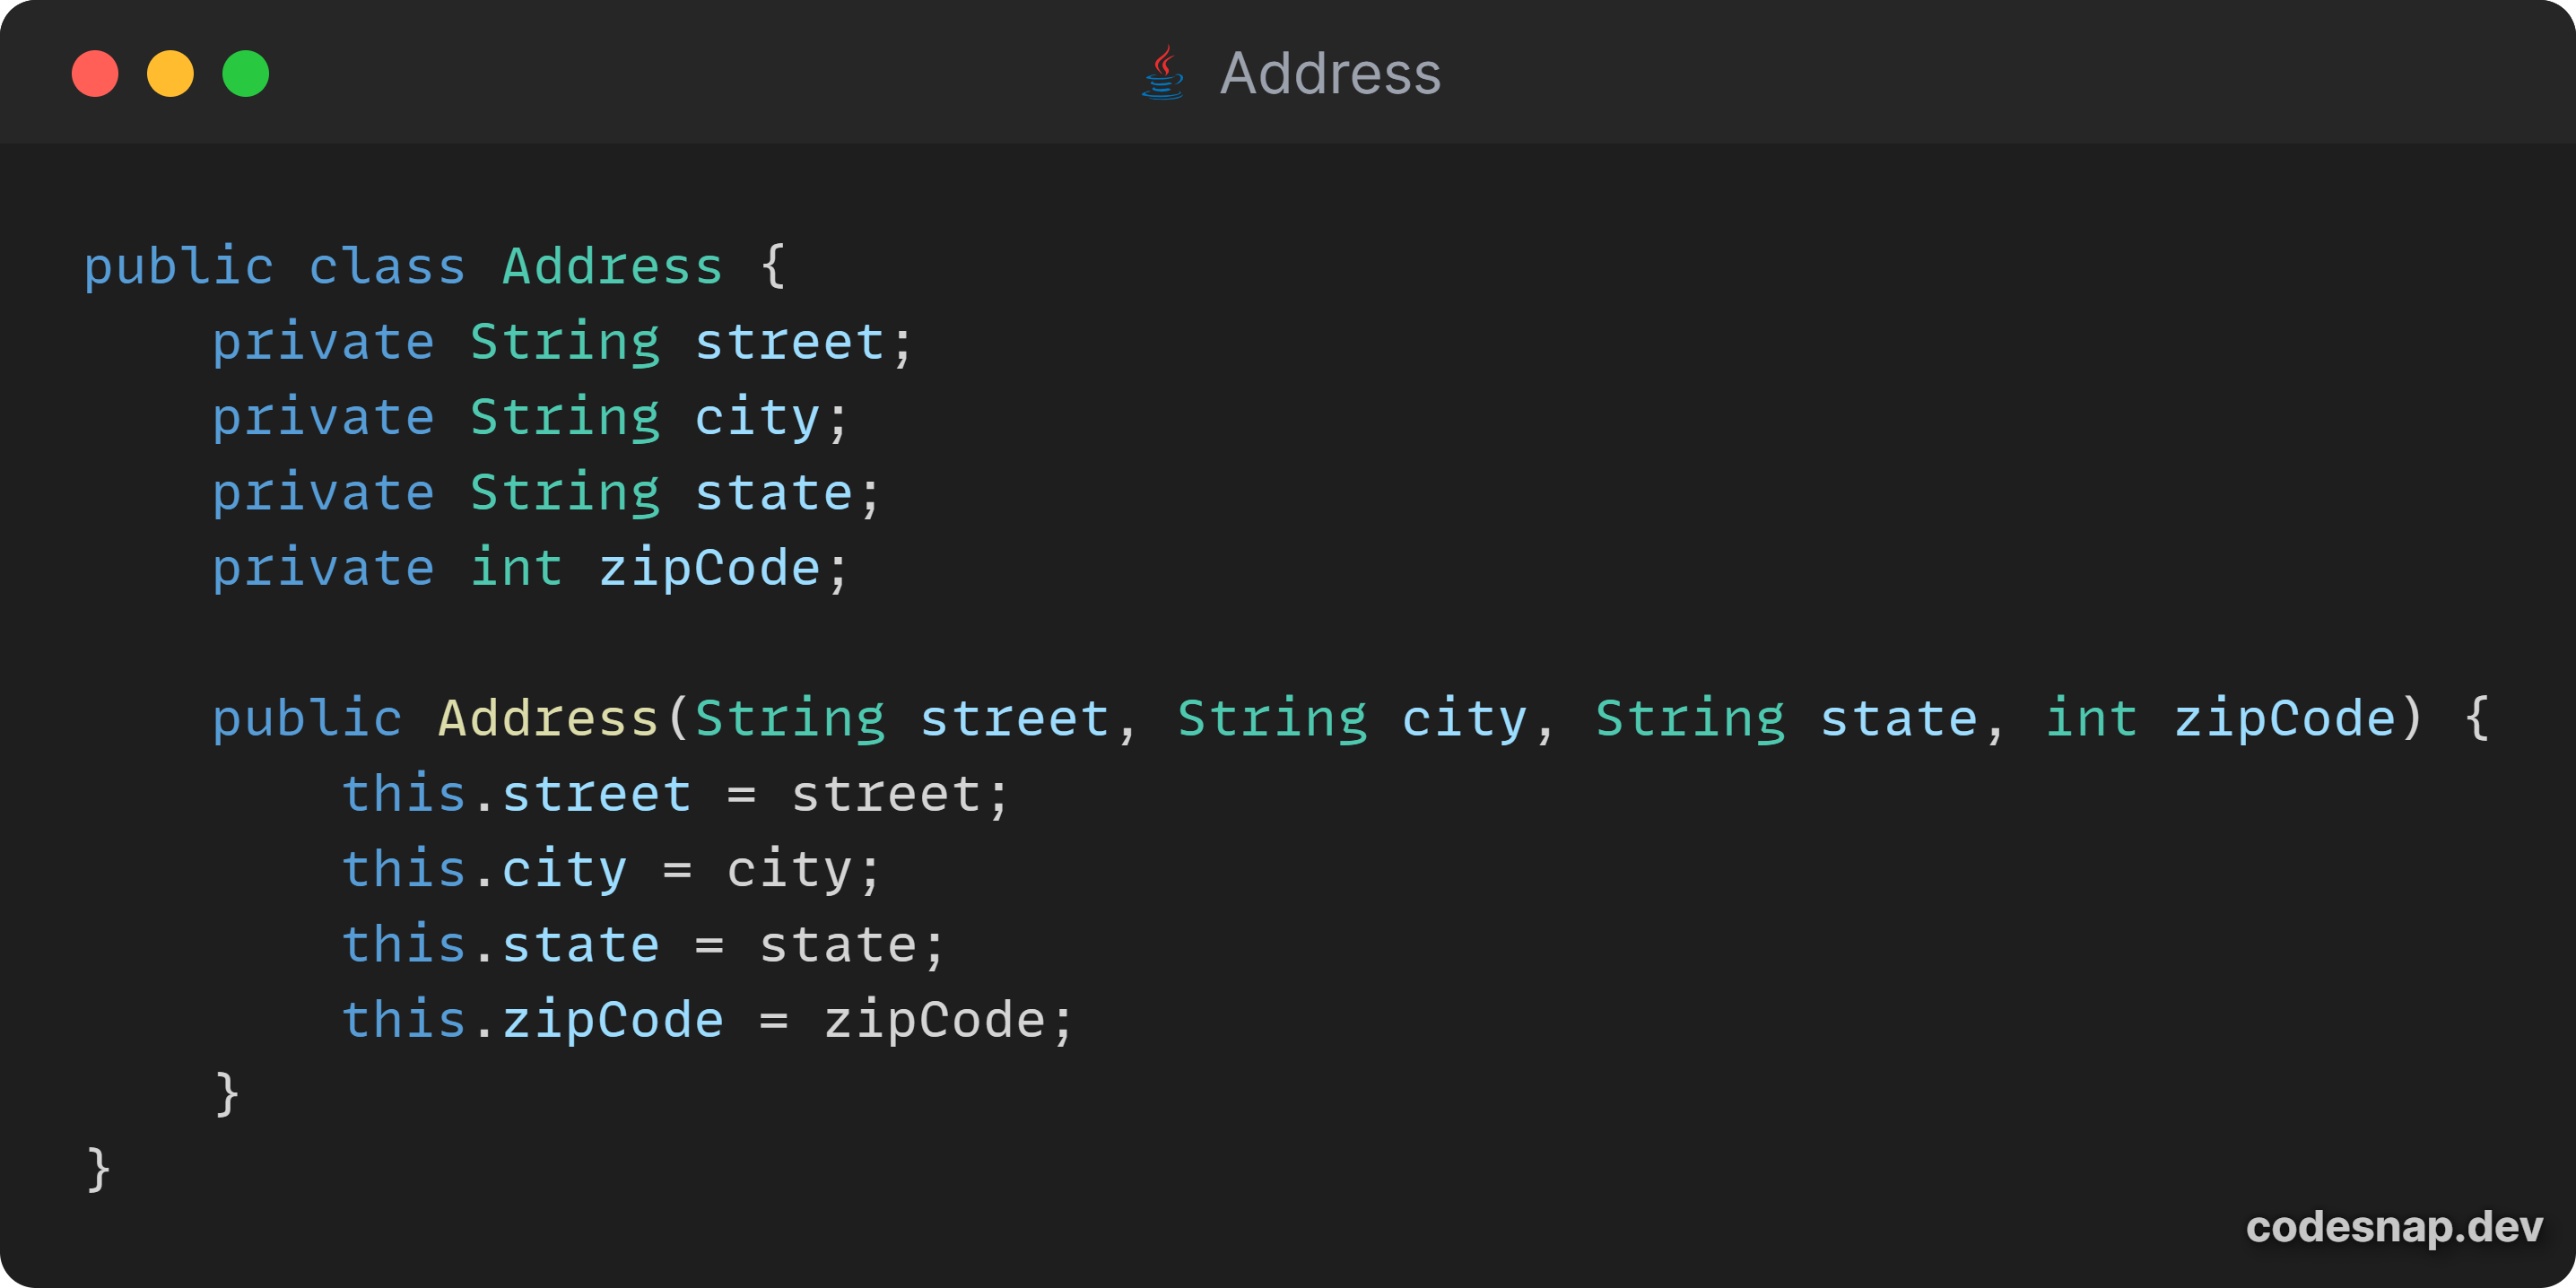 Address
public class Address {
    private String street;
    private String city;
    private String state;
    private int zipCode;

    public Address(String street, String city, String state, int zipCode) {
        this.street = street;
        this.city = city;
        this.state = state;
        this.zipCode = zipCode;
    }
}
codesnap.dev